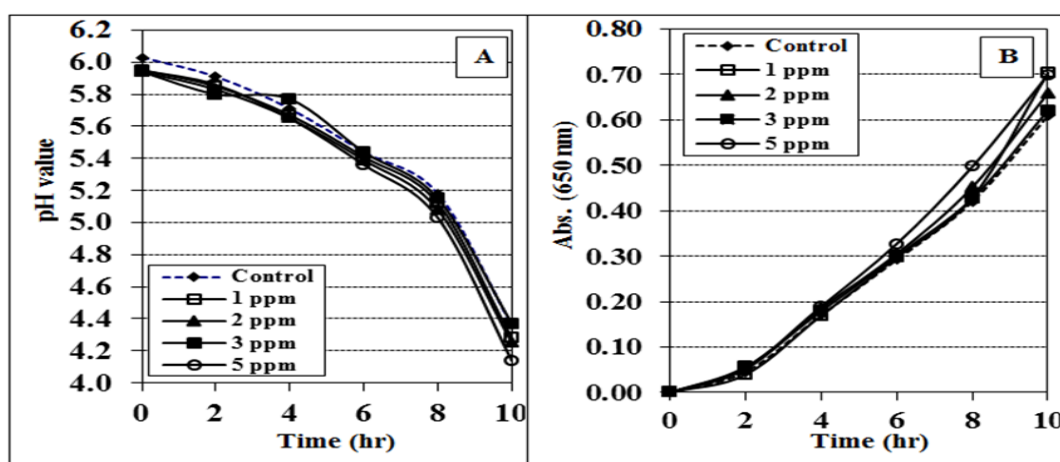 A
pH value
6.2
6.0
5.8
5.6
5.4
5.2
5.0
4.8
4.6
4.4
4.2
4.0
Control
1 ppm
2 ppm
3 ppm
5 ppm
0 2 4 6 8 10
Time (hr)
B
Abs. (650 nm)
0.80
0.70
0.60
0.50
0.40
0.30
0.20
0.10
0.00
Control
1 ppm
2 ppm
3 ppm
5 ppm
0 2 4 6 8 10
Time (hr)